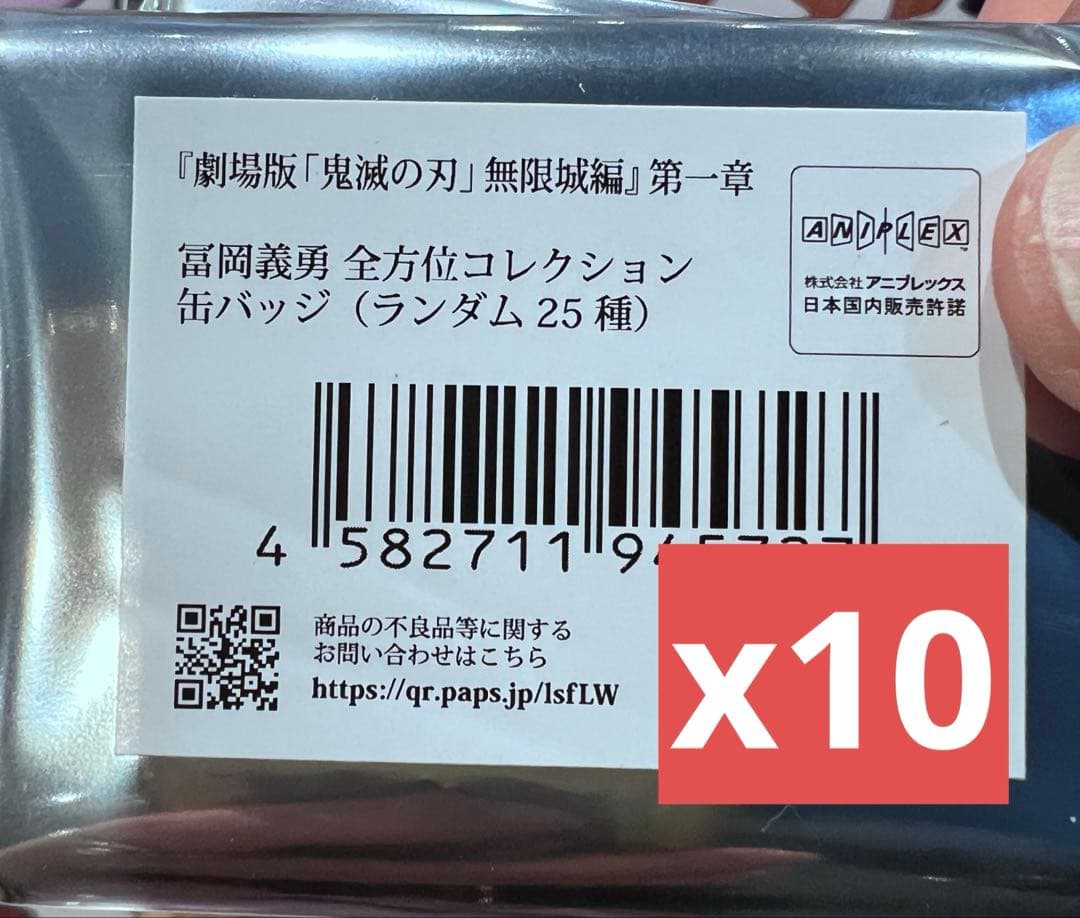 『劇場版「鬼滅の刃」無限城編』第一章
冨岡義勇 全方位コレクション
缶バッジ（ランダム 25 種）
ANIPLEX
株式会社 アニプレックス
日本国内販売許諾
4 582711 9
商品の不良品等に関する
お問い合わせはこちら
https://qr.paps.jp/lsfLW
x10